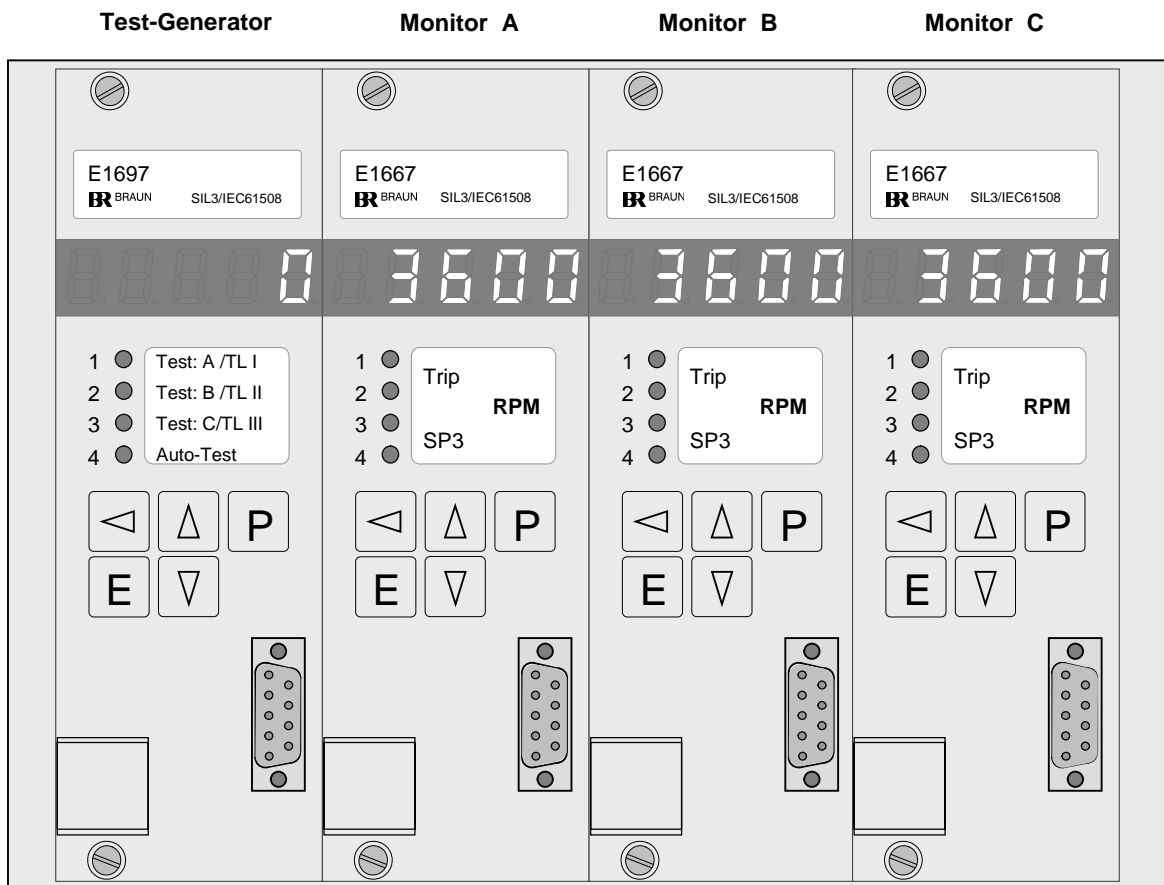 Test-Generator
Monitor A
Monitor B
Monitor C
E1697
BR BRAUN SIL3/IEC61508
0
1 Test: A /TL I
2 Test: B /TL II
3 Test: C/TL III
4 Auto-Test
P
E
E1667
BR BRAUN SIL3/IEC61508
3600
1
Trip
2
RPM
3
SP3
4
P
E
E1667
BR BRAUN SIL3/IEC61508
3600
1
Trip
2
RPM
3
SP3
4
P
E
E1667
BR BRAUN SIL3/IEC61508
3600
1
Trip
2
RPM
3
SP3
4
P
E